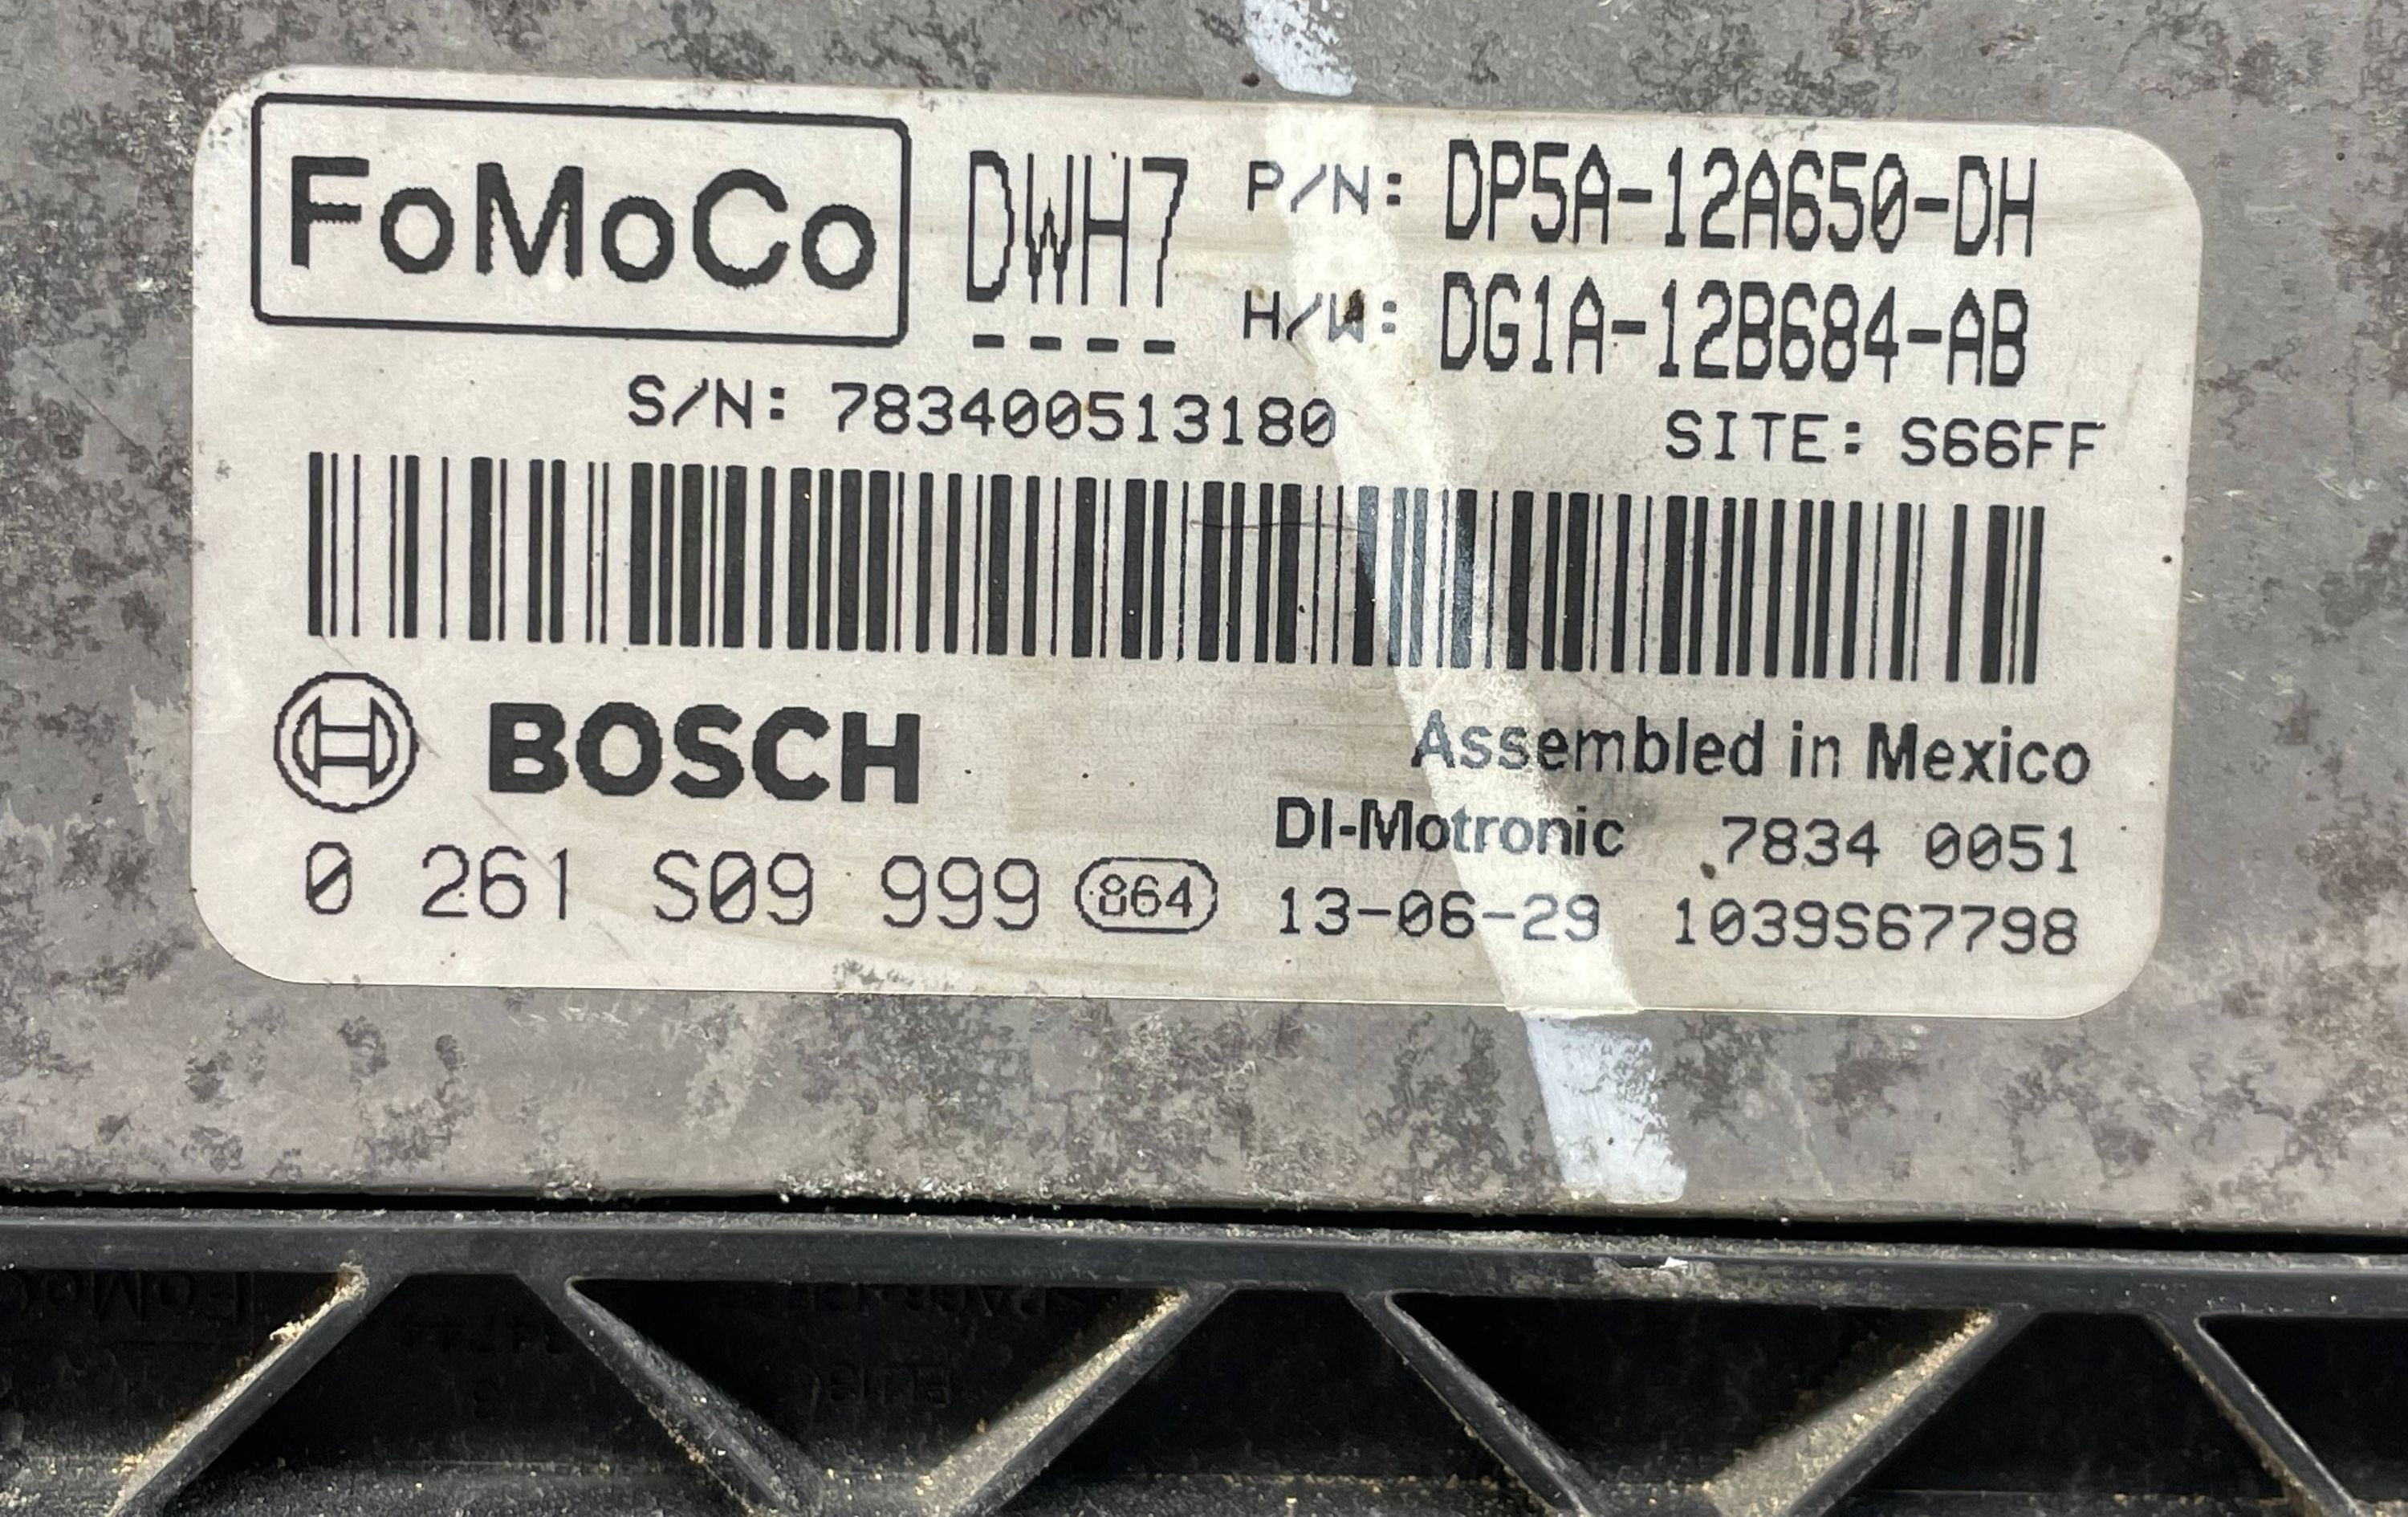 FoMoCo DWH7 P/N: DP5A-12A650-DH
---- H/W: DG1A-12B684-AB
S/N: 783400513180 SITE: S66FF
BOSCH Assembled in Mexico
DI-Motronic 7834 0051
0 261 S09 999 864 13-06-29 1039S67798
FoMoCo